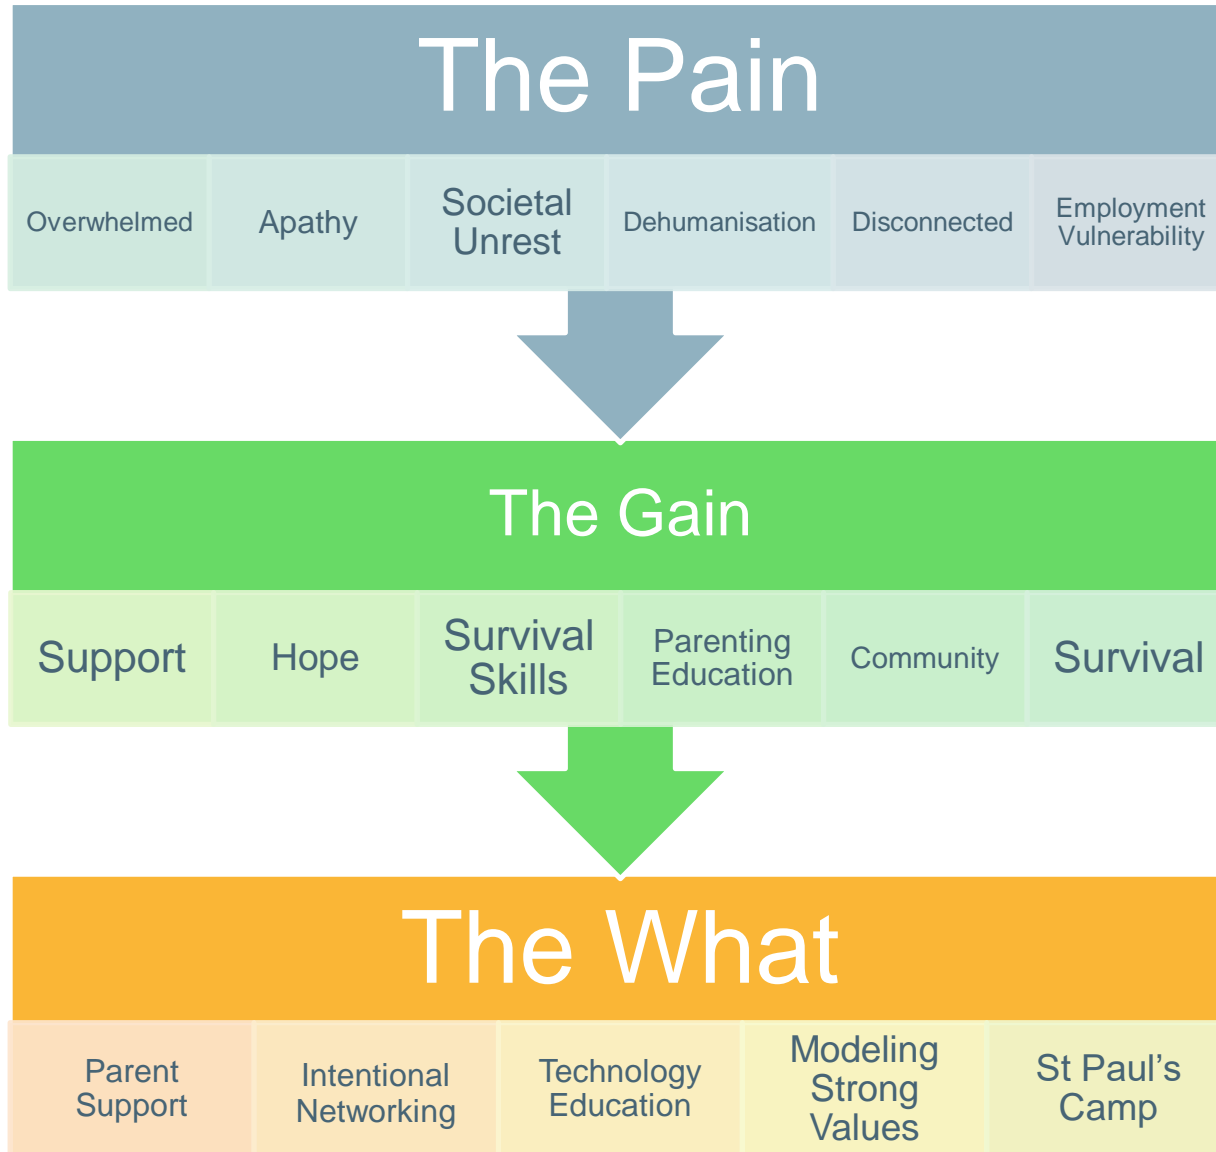 The Pain
Overwhelmed
Apathy
Societal
Unrest
Dehumanisation
Disconnected
Employment
Vulnerability
The Gain
Support
Hope
Survival
Skills
Parenting
Education
Community
Survival
The What
Parent
Support
Intentional
Networking
Technology
Education
Modeling
Strong
Values
St Paul’s
Camp